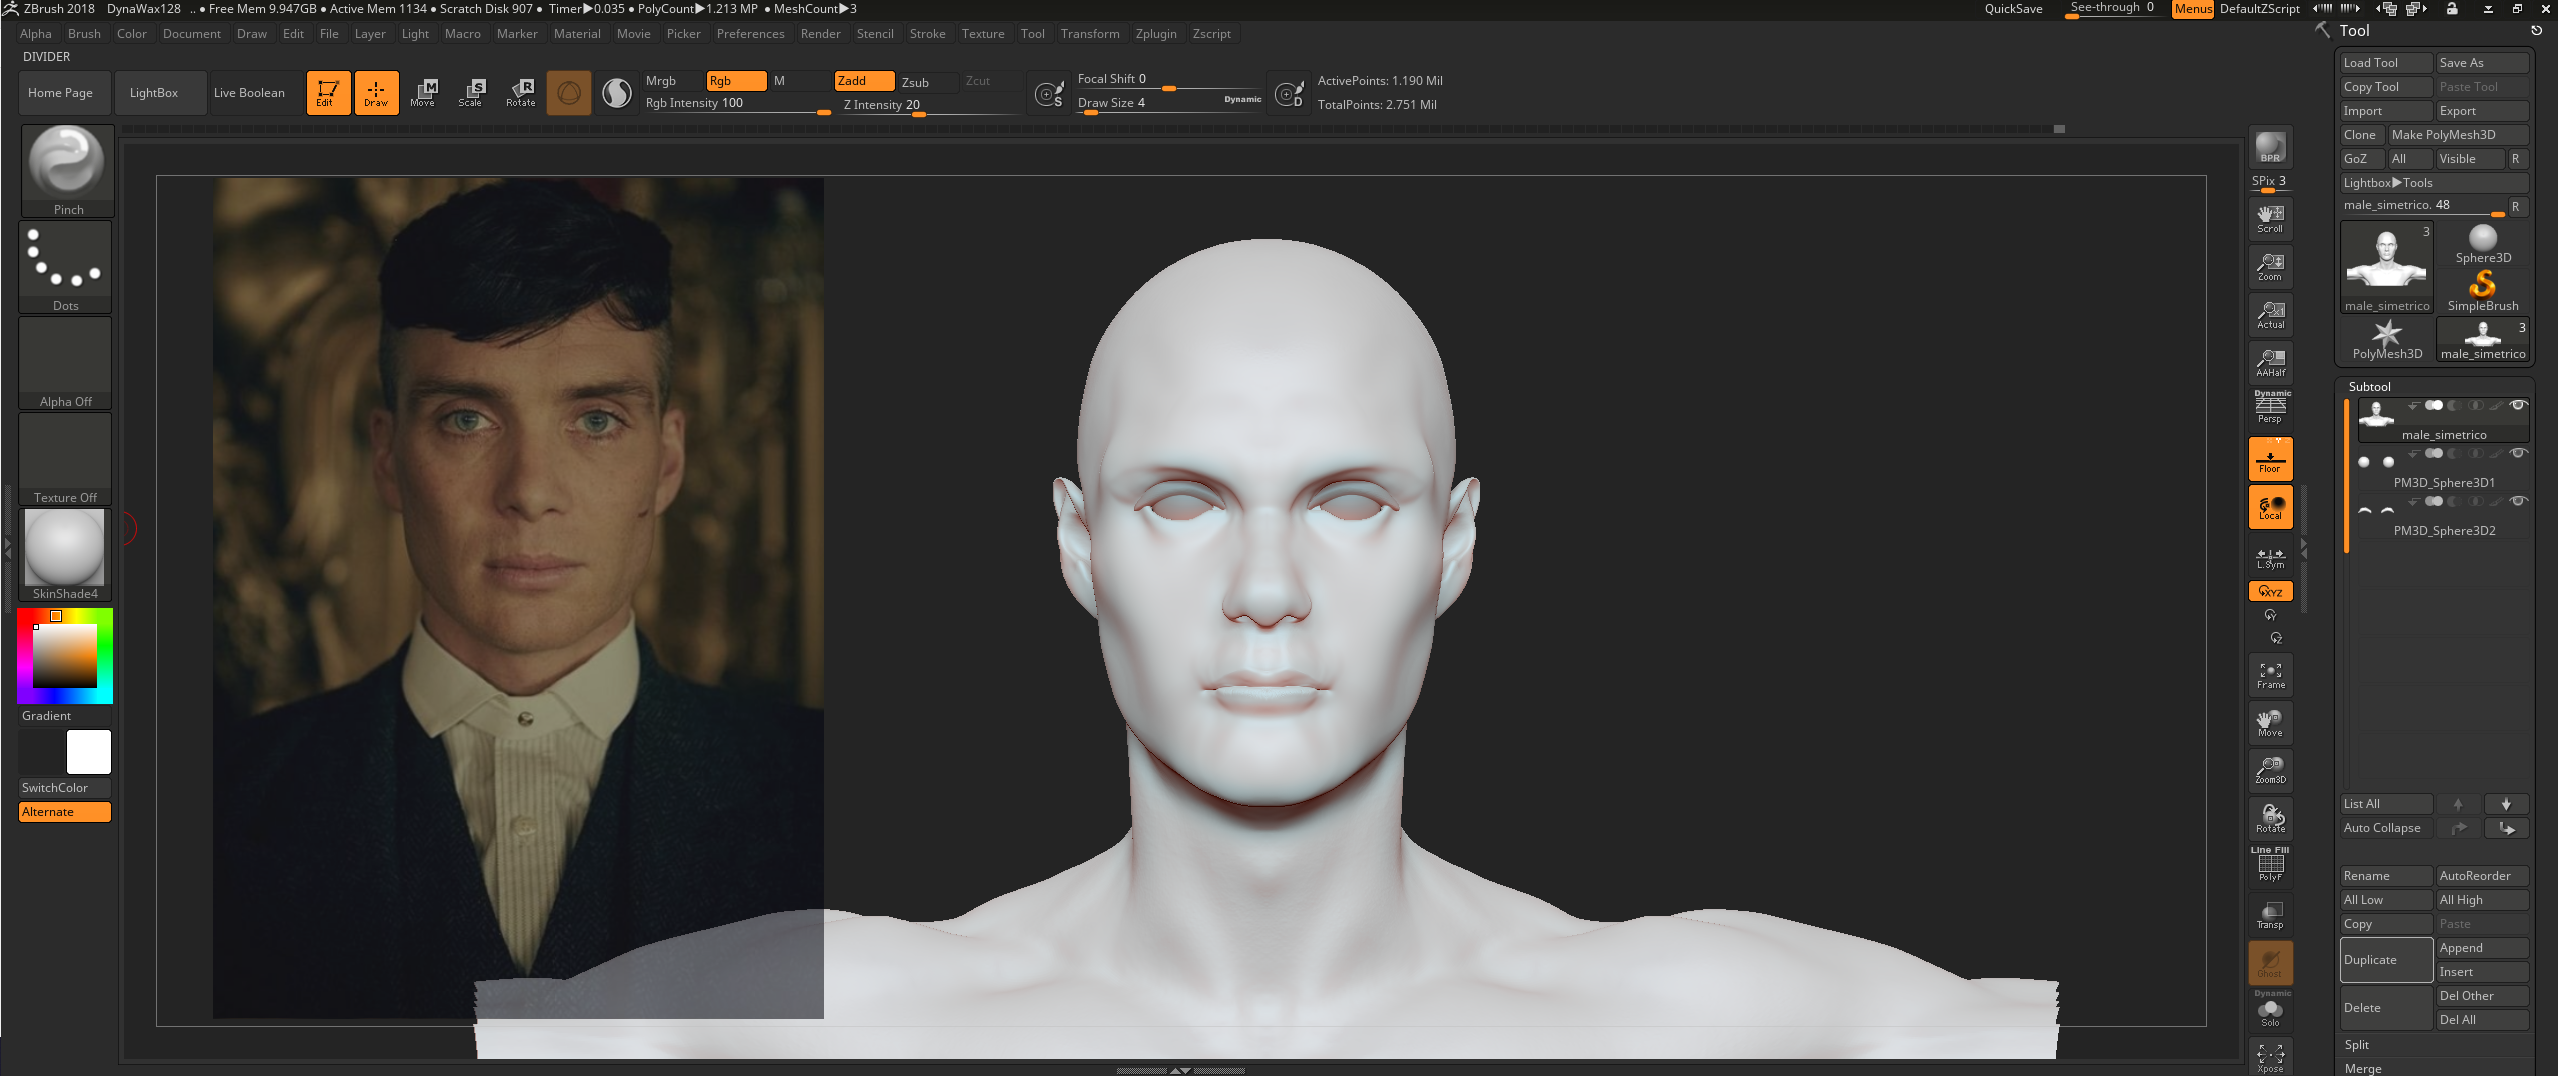 ZBrush 2018 DynaWax128 .. ● Free Mem 9.947GB ● Active Mem 1134 ● Scratch Disk 907 ● Timer▶0.035 ● PolyCount▶1.213 MP ● MeshCount▶3 QuickSave See-through 0 Menus DefaultZScript
Alpha Brush Color Document Draw Edit File Layer Light Macro Marker Material Movie Picker Preferences Render Stencil Stroke Texture Tool Transform Zplugin Zscript
DIVIDER
Home Page LightBox Live Boolean Edit Draw Move Scale Rotate
Mrgb Rgb M Zadd Zsub Zcut
Rgb Intensity 100 Z Intensity 20
Focal Shift 0
Draw Size 4 Dynamic
ActivePoints: 1.190 Mil
TotalPoints: 2.751 Mil
Pinch
Dots
Alpha Off
Texture Off
SkinShade4
Gradient
SwitchColor
Alternate
BPR
SPix 3
Scroll
Zoom
Actual
AAHalf
Dynamic
Persp
Floor
Local
L.Sym
XYZ
Y
Z
Frame
Move
Zoom3D
Rotate
Line Fill
PolyF
Transp
Ghost
Dynamic
Solo
Xpose
Tool
Load Tool Save As
Copy Tool Paste Tool
Import Export
Clone Make PolyMesh3D
GoZ All Visible R
Lightbox▶Tools
male_simetrico. 48 R
3
male_simetrico
Sphere3D
SimpleBrush
PolyMesh3D
3
male_simetrico
Subtool
male_simetrico
PM3D_Sphere3D1
PM3D_Sphere3D2
List All
Auto Collapse
Rename AutoReorder
All Low All High
Copy Paste
Duplicate Append
Insert
Delete Del Other
Del All
Split
Merge